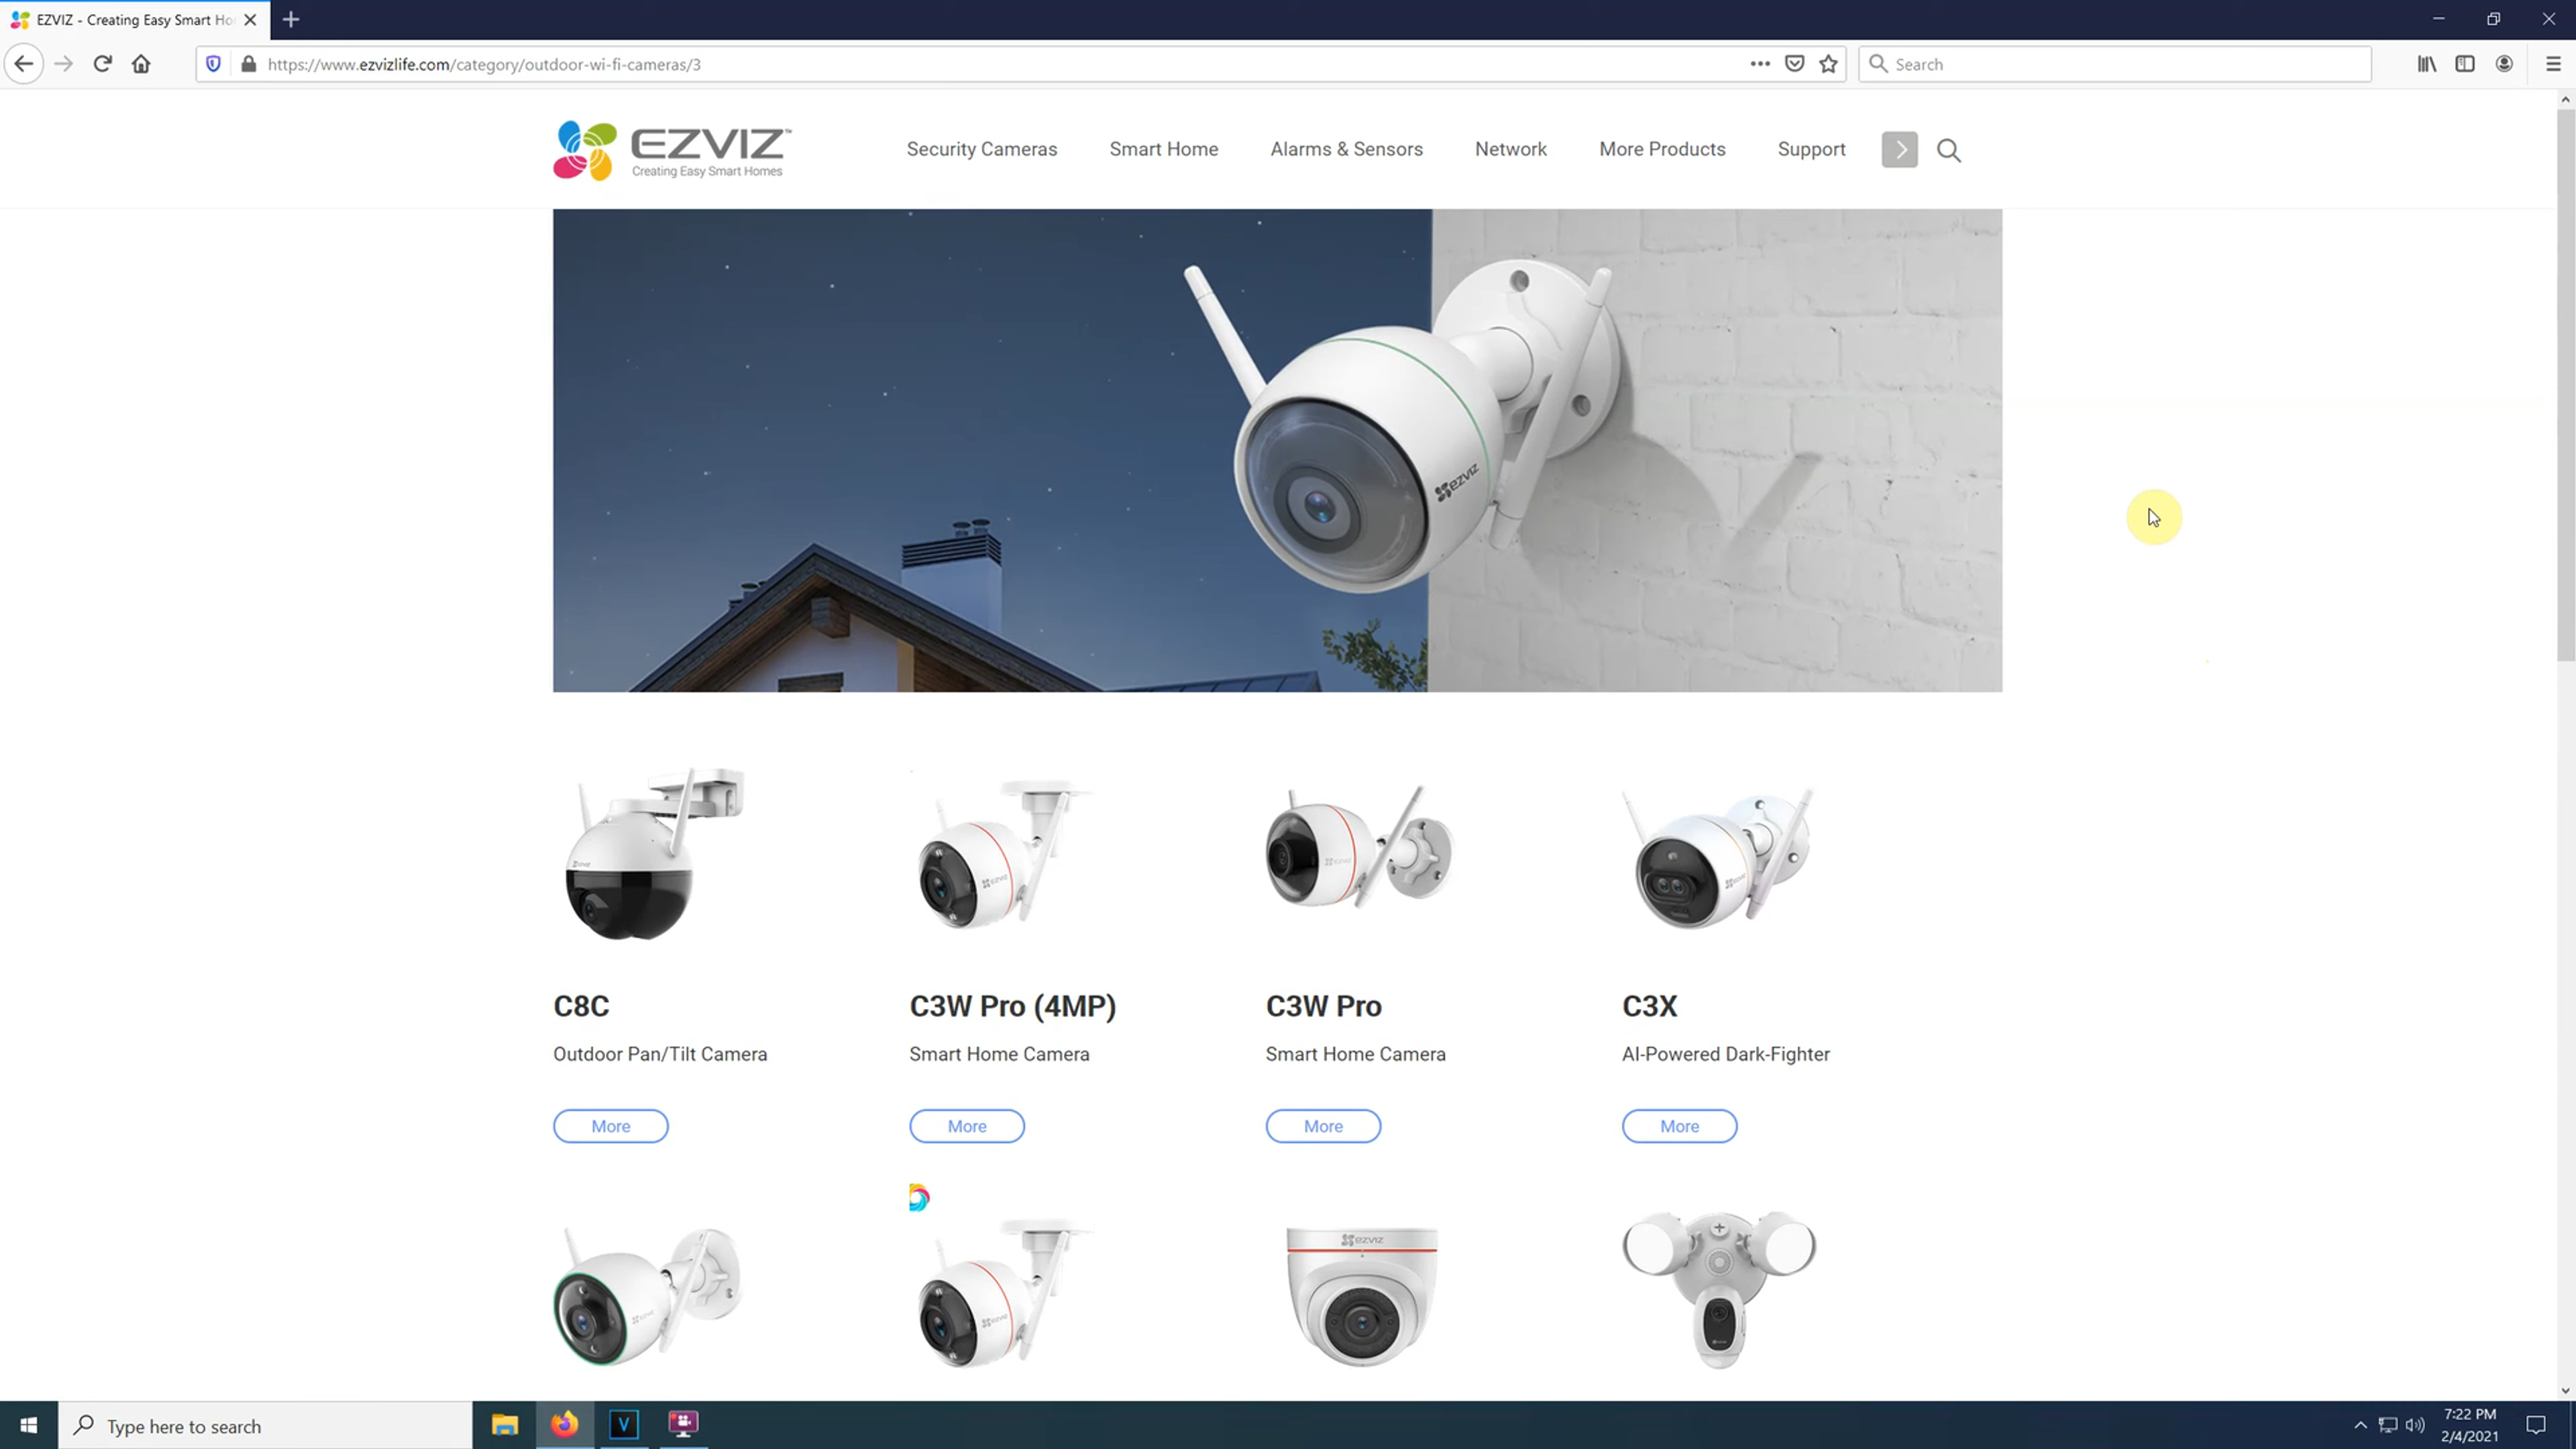 EZVIZ - Creating Easy Smart Ho
https://www.ezvizlife.com/category/outdoor-wi-fi-cameras/3
Search
EZVIZ™
Creating Easy Smart Homes
Security Cameras
Smart Home
Alarms & Sensors
Network
More Products
Support
ezviz
C8C
C3W Pro (4MP)
C3W Pro
C3X
Outdoor Pan/Tilt Camera
Smart Home Camera
Smart Home Camera
AI-Powered Dark-Fighter
More
More
More
More
ezviz
Type here to search
V
7:22 PM
2/4/2021